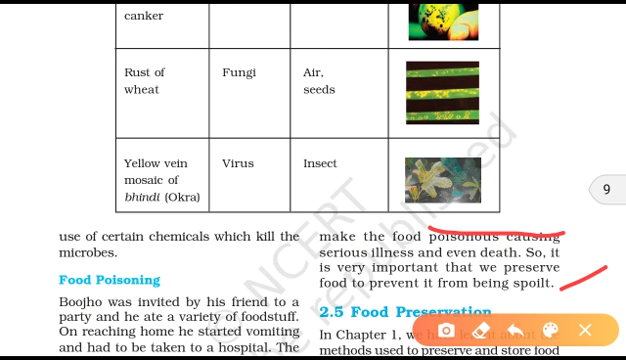 canker
Rust of Fungi Air,
wheat seeds
Yellow vein Virus Insect
mosaic of
bhindi (Okra)
9
use of certain chemicals which kill the
microbes.
Food Poisoning
Boojho was invited by his friend to a
party and he ate a variety of foodstuff.
On reaching home he started vomiting
and had to be taken to a hospital. The
make the food poisonous causing
serious illness and even death. So, it
is very important that we preserve
food to prevent it from being spoilt.
2.5 Food Preservation
In Chapter 1, we
methods used to preserve and store food
© NCERT
be republished